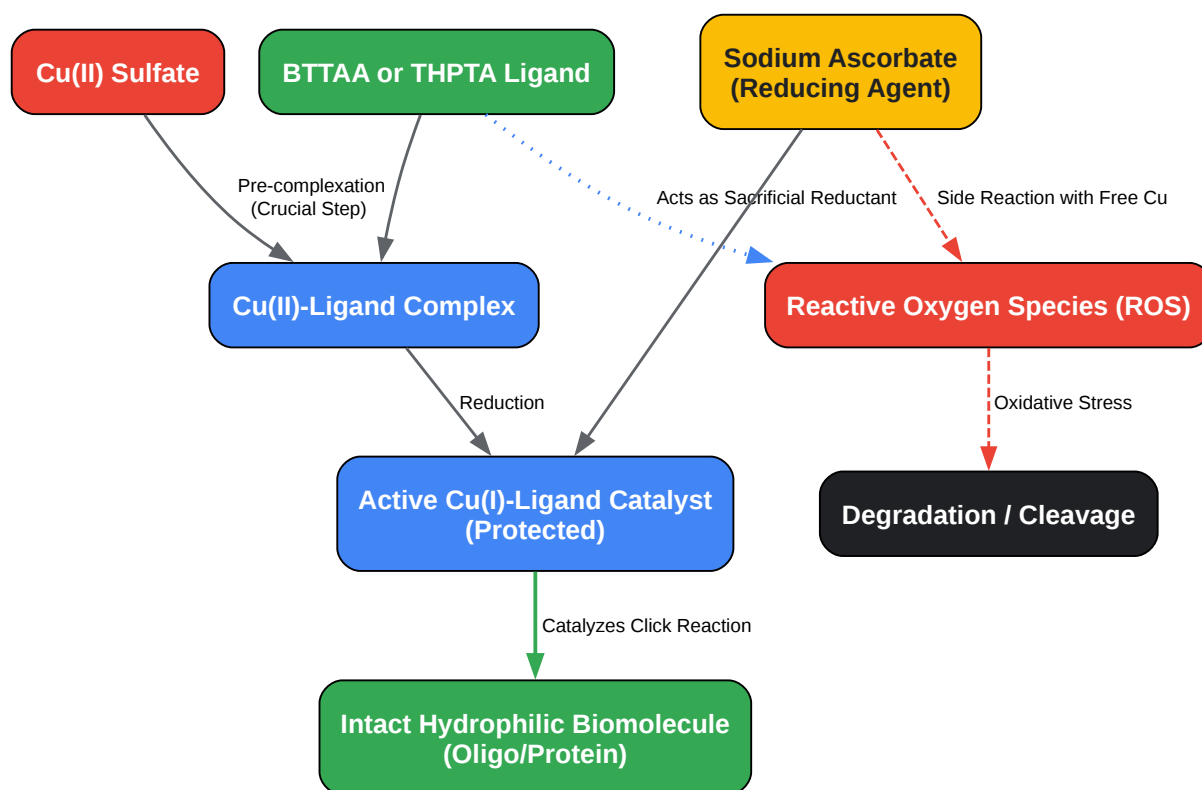 Cu(II) Sulfate
BTTAA or THPTA Ligand
Sodium Ascorbate
(Reducing Agent)
Pre-complexation
(Crucial Step)
Acts as Sacrificial Reductant
Side Reaction with Free Cu
Cu(II)-Ligand Complex
Reactive Oxygen Species (ROS)
Reduction
Oxidative Stress
Active Cu(I)-Ligand Catalyst
(Protected)
Degradation / Cleavage
Catalyzes Click Reaction
Intact Hydrophilic Biomolecule
(Oligo/Protein)